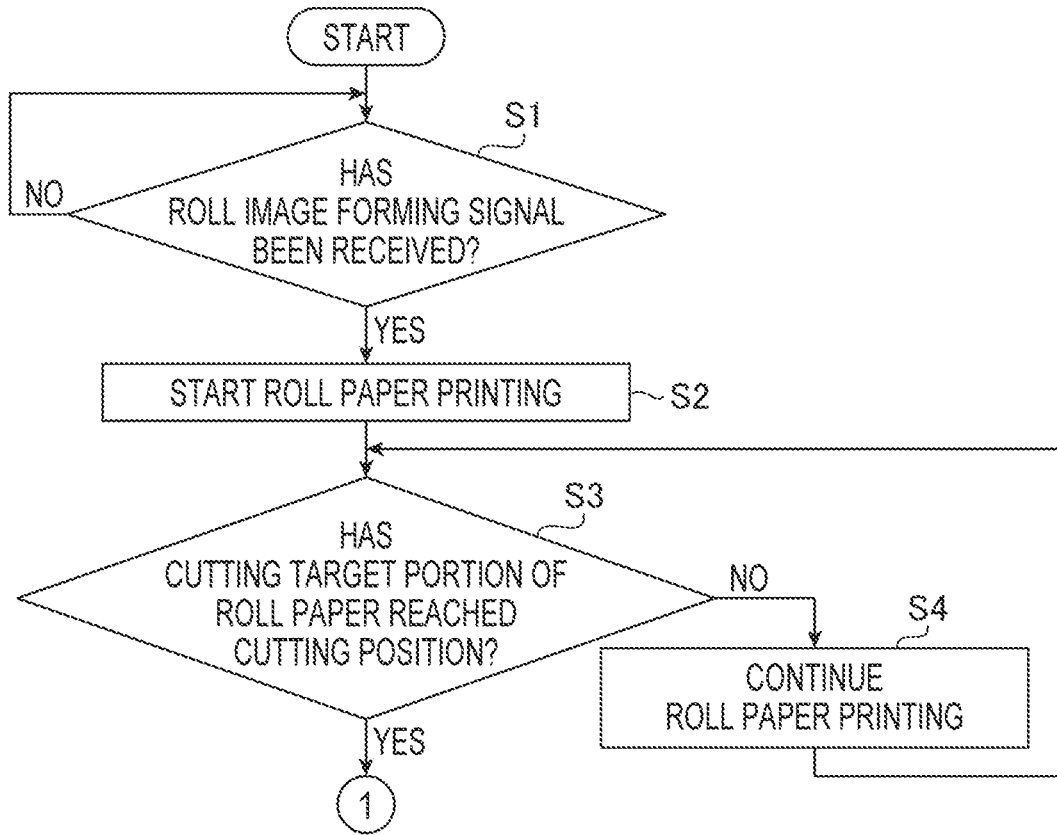 START
S1
HAS
ROLL IMAGE FORMING SIGNAL
BEEN RECEIVED?
NO
YES
START ROLL PAPER PRINTING
S2
S3
HAS
CUTTING TARGET PORTION OF
ROLL PAPER REACHED
CUTTING POSITION?
NO
S4
CONTINUE
ROLL PAPER PRINTING
YES
1